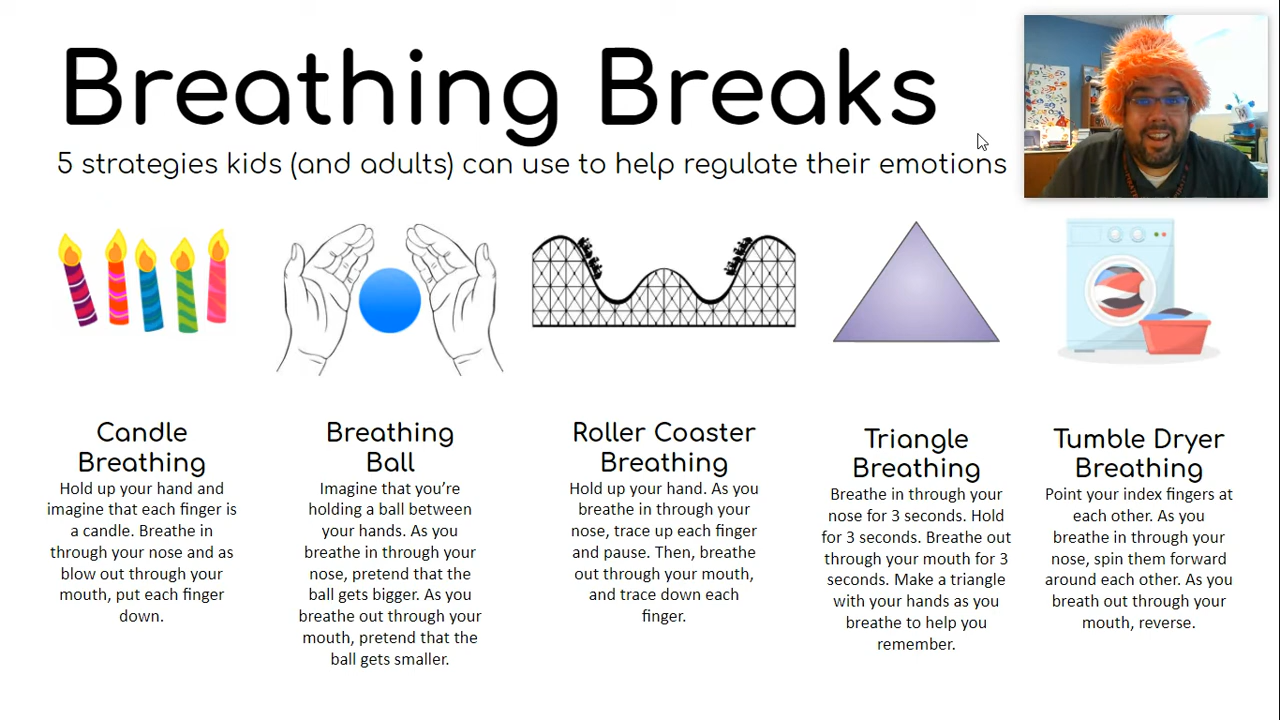 Breathing Breaks
5 strategies kids (and adults) can use to help regulate their emotions
Candle
Breathing
Hold up your hand and
imagine that each finger is
a candle. Breathe in
through your nose and as
blow out through your
mouth, put each finger
down.
Breathing
Ball
Imagine that you're
holding a ball between
your hands. As you
breathe in through your
nose, pretend that the
ball gets bigger. As you
breathe out through your
mouth, pretend that the
ball gets smaller.
Roller Coaster
Breathing
Hold up your hand. As you
breathe in through your
nose, trace up each finger
and pause. Then, breathe
out through your mouth,
and trace down each
finger.
Triangle
Breathing
Breathe in through your
nose for 3 seconds. Hold
for 3 seconds. Breathe out
through your mouth for 3
seconds. Make a triangle
with your hands as you
breathe to help you
remember.
Tumble Dryer
Breathing
Point your index fingers at
each other. As you
breathe in through your
nose, spin them forward
around each other. As you
breath out through your
mouth, reverse.